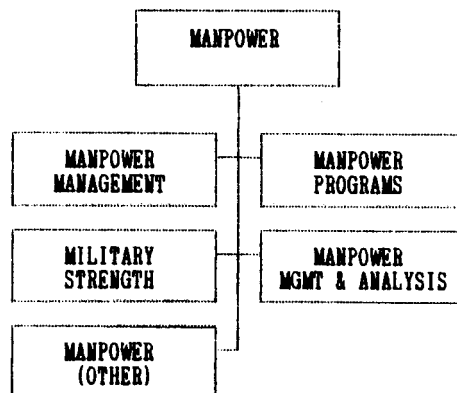 MANPOWER
MANPOWER
MANAGEMENT
MANPOWER
PROGRAMS
MILITARY
STRENGTH
MANPOWER
MGMT & ANALYSIS
MANPOWER
(OTHER)